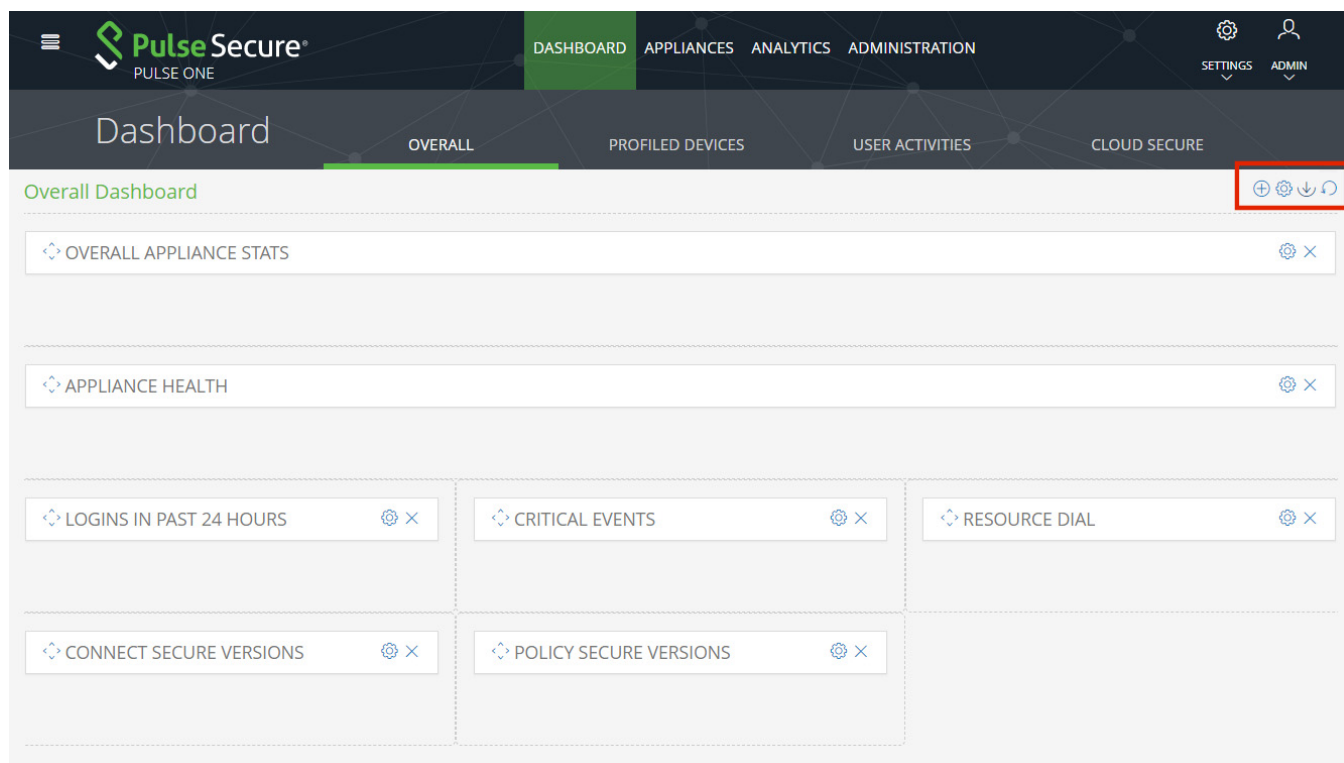 Pulse Secure®
PULSE ONE
DASHBOARD APPLIANCES ANALYTICS ADMINISTRATION
SETTINGS ADMIN
Dashboard OVERALL PROFILED DEVICES USER ACTIVITIES CLOUD SECURE
Overall Dashboard
OVERALL APPLIANCE STATS
APPLIANCE HEALTH
LOGINS IN PAST 24 HOURS CRITICAL EVENTS RESOURCE DIAL
CONNECT SECURE VERSIONS POLICY SECURE VERSIONS